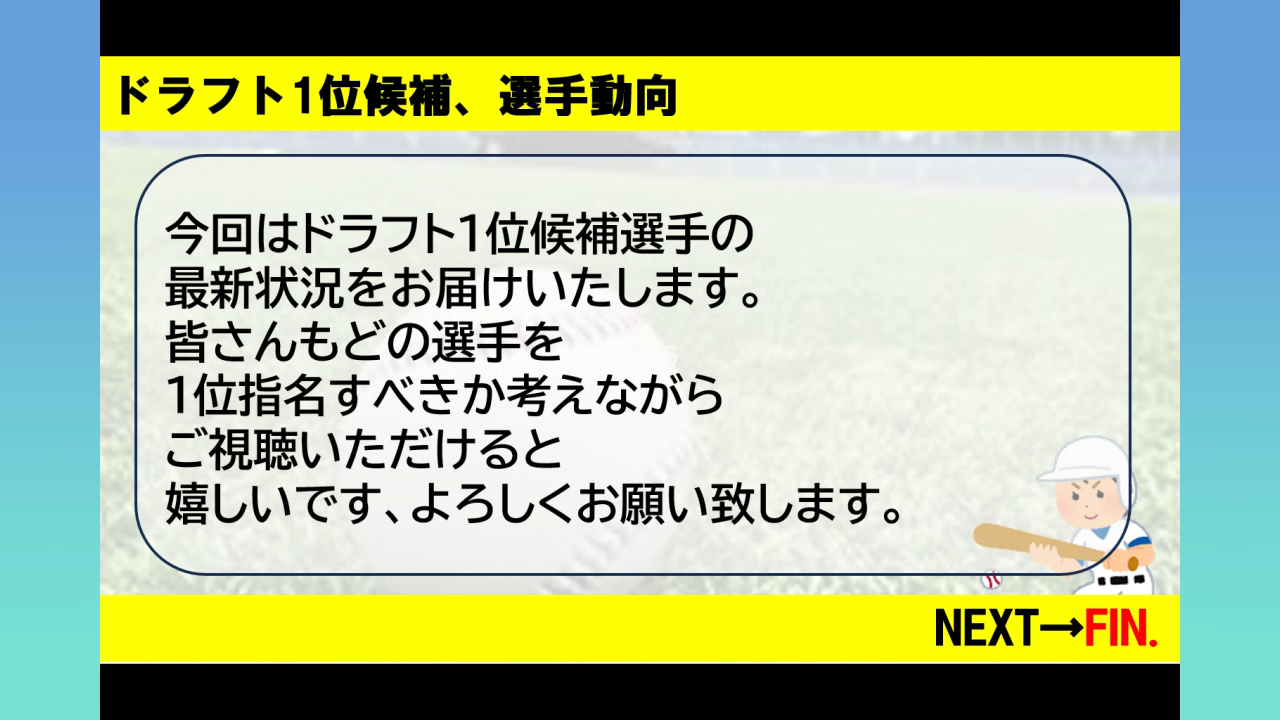 ドラフト1位候補、選手動向
今回はドラフト1位候補選手の
最新状況をお届けいたします。
皆さんもどの選手を
1位指名すべきか考えながら
ご視聴いただけると
嬉しいです、よろしくお願い致します。
NEXT→FIN.